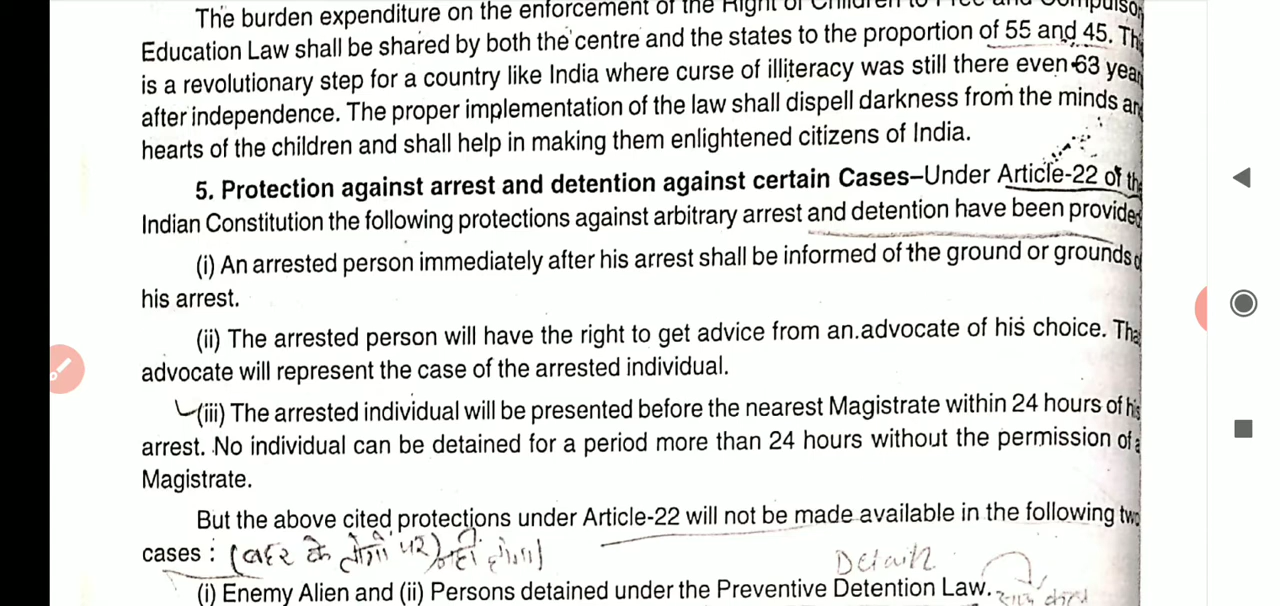 The burden expenditure on the enforcement of the Right of Children to Free and Compulsor
Education Law shall be shared by both the centre and the states to the proportion of 55 and 45. Th
is a revolutionary step for a country like India where curse of illiteracy was still there even 63 year
after independence. The proper implementation of the law shall dispell darkness from the minds an
hearts of the children and shall help in making them enlightened citizens of India.
5. Protection against arrest and detention against certain Cases–Under Article-22 of th
Indian Constitution the following protections against arbitrary arrest and detention have been provided
(i) An arrested person immediately after his arrest shall be informed of the ground or grounds o
his arrest.
(ii) The arrested person will have the right to get advice from an advocate of his choice. Tha
advocate will represent the case of the arrested individual.
(iii) The arrested individual will be presented before the nearest Magistrate within 24 hours of his
arrest. No individual can be detained for a period more than 24 hours without the permission of a
Magistrate.
But the above cited protections under Article-22 will not be made available in the following two
cases : (बाहर के लोगों पर) नहीं होगा)
(i) Enemy Alien and (ii) Persons detained under the Preventive Detention Law.